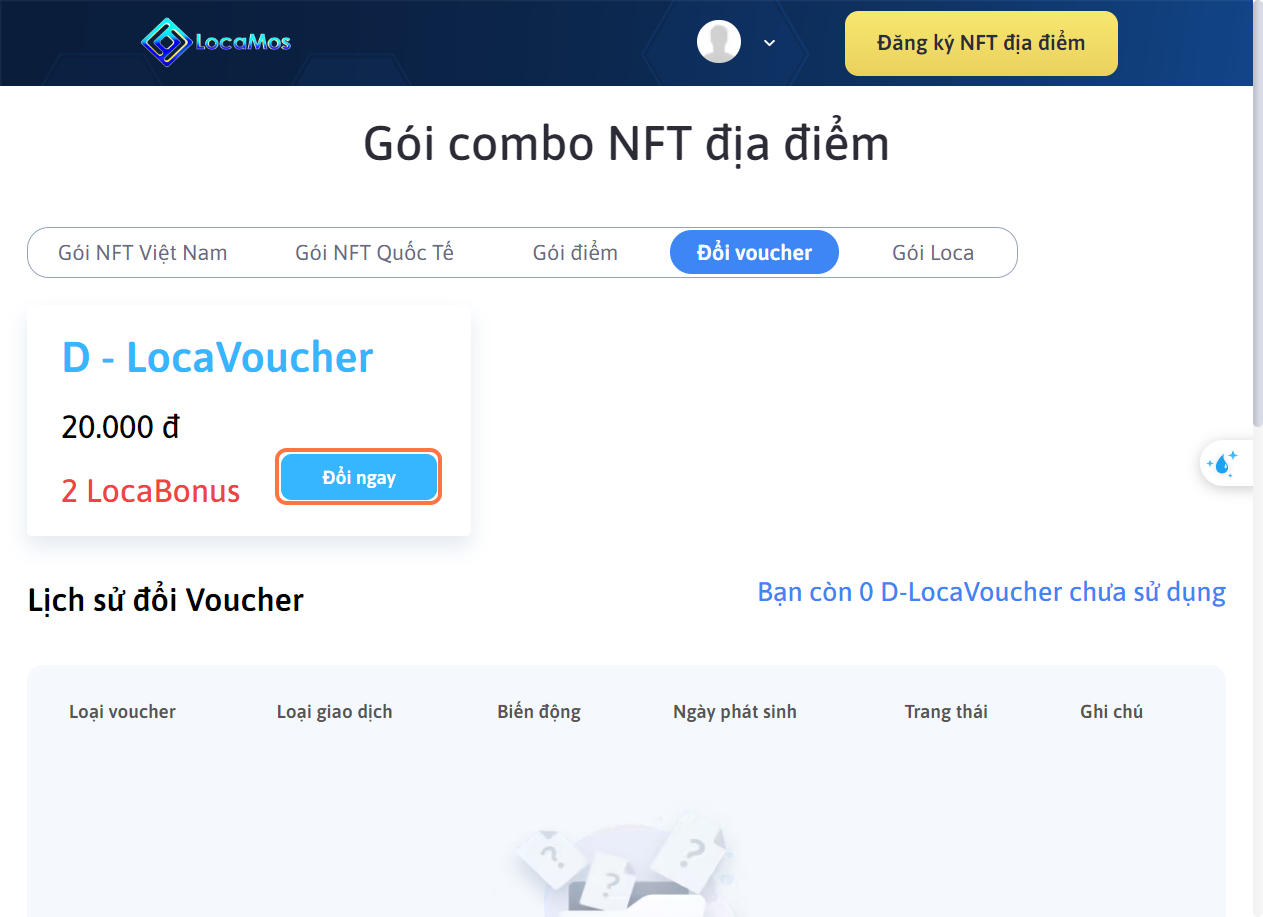 LocaMos
Đăng ký NFT địa điểm
Gói combo NFT địa điểm
Gói NFT Việt Nam Gói NFT Quốc Tế Gói điểm Đổi voucher Gói Loca
D - LocaVoucher
20.000 đ
2 LocaBonus
Đổi ngay
Lịch sử đổi Voucher
Bạn còn 0 D-LocaVoucher chưa sử dụng
Loại voucher Loại giao dịch Biến động Ngày phát sinh Trang thái Ghi chú
? ? ?